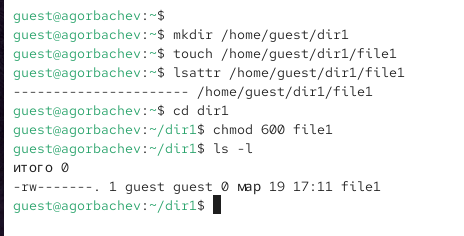 guest@agorbachev:~$
guest@agorbachev:~$ mkdir /home/guest/dir1
guest@agorbachev:~$ touch /home/guest/dir1/file1
guest@agorbachev:~$ lsattr /home/guest/dir1/file1
---------------------- /home/guest/dir1/file1
guest@agorbachev:~$ cd dir1
guest@agorbachev:~/dir1$ chmod 600 file1
guest@agorbachev:~/dir1$ ls -l
итого 0
-rw-------. 1 guest guest 0 мар 19 17:11 file1
guest@agorbachev:~/dir1$